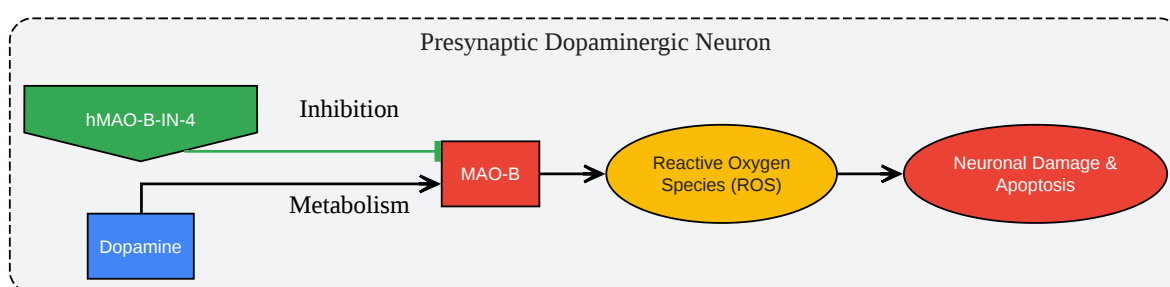 Presynaptic Dopaminergic Neuron
hMAO-B-IN-4
Inhibition
MAO-B
Reactive Oxygen
Species (ROS)
Neuronal Damage &
Apoptosis
Metabolism
Dopamine